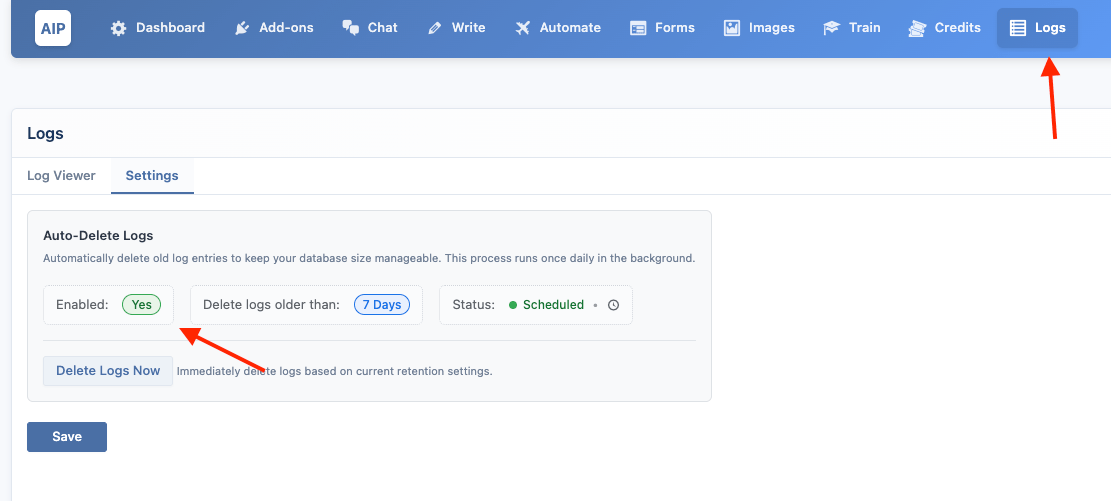 AIP Dashboard Add-ons Chat Write Automate Forms Images Train Credits Logs
Logs
Log Viewer Settings
Auto-Delete Logs
Automatically delete old log entries to keep your database size manageable. This process runs once daily in the background.
Enabled: Yes Delete logs older than: 7 Days Status: Scheduled •
Delete Logs Now Immediately delete logs based on current retention settings.
Save